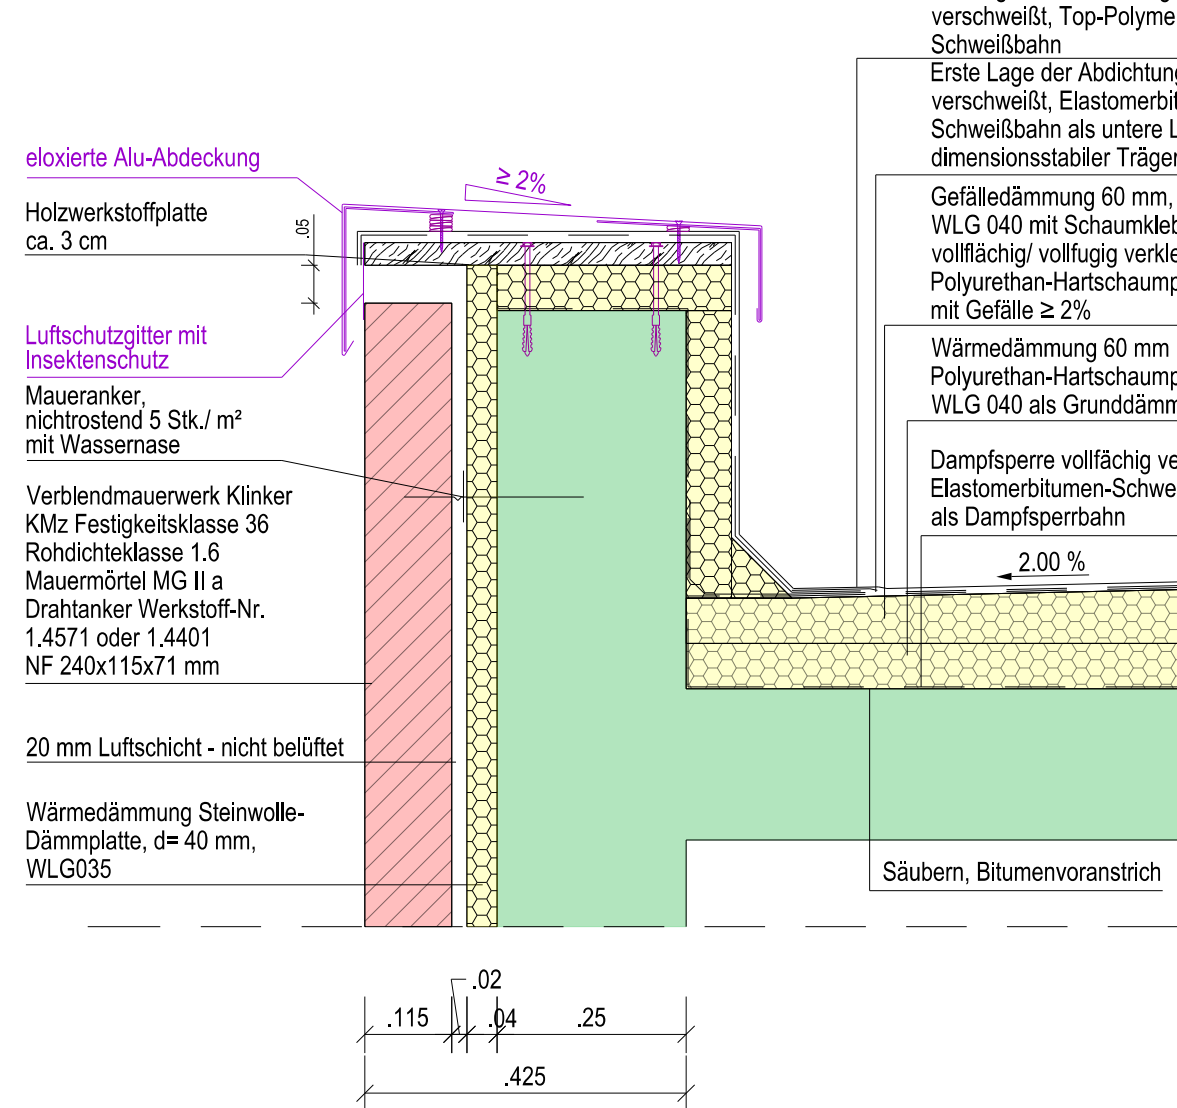 eloxierte Alu-Abdeckung
Holzwerkstoffplatte
ca. 3 cm
.05
≥ 2%
Luftschutzgitter mit
Insektenschutz
Maueranker,
nichtrostend 5 Stk./ m²
mit Wassernase
Verblendmauerwerk Klinker
KMz Festigkeitsklasse 36
Rohdichteklasse 1.6
Mauermörtel MG II a
Drahtanker Werkstoff-Nr.
1.4571 oder 1.4401
NF 240x115x71 mm
20 mm Luftschicht - nicht belüftet
Wärmedämmung Steinwolle-
Dämmplatte, d= 40 mm,
WLG035
verschweißt, Top-Polyme
Schweißbahn
Erste Lage der Abdichtung
verschweißt, Elastomerbit
Schweißbahn als untere L
dimensionsstabiler Träger
Gefälledämmung 60 mm,
WLG 040 mit Schaumkleb
vollflächig/ vollfugig verkle
Polyurethan-Hartschaump
mit Gefälle ≥ 2%
Wärmedämmung 60 mm
Polyurethan-Hartschaump
WLG 040 als Grunddämm
Dampfsperre vollfächig ve
Elastomerbitumen-Schwe
als Dampfsperrbahn
2.00 %
Säubern, Bitumenvoranstrich
.02
.115
.04
.25
.425